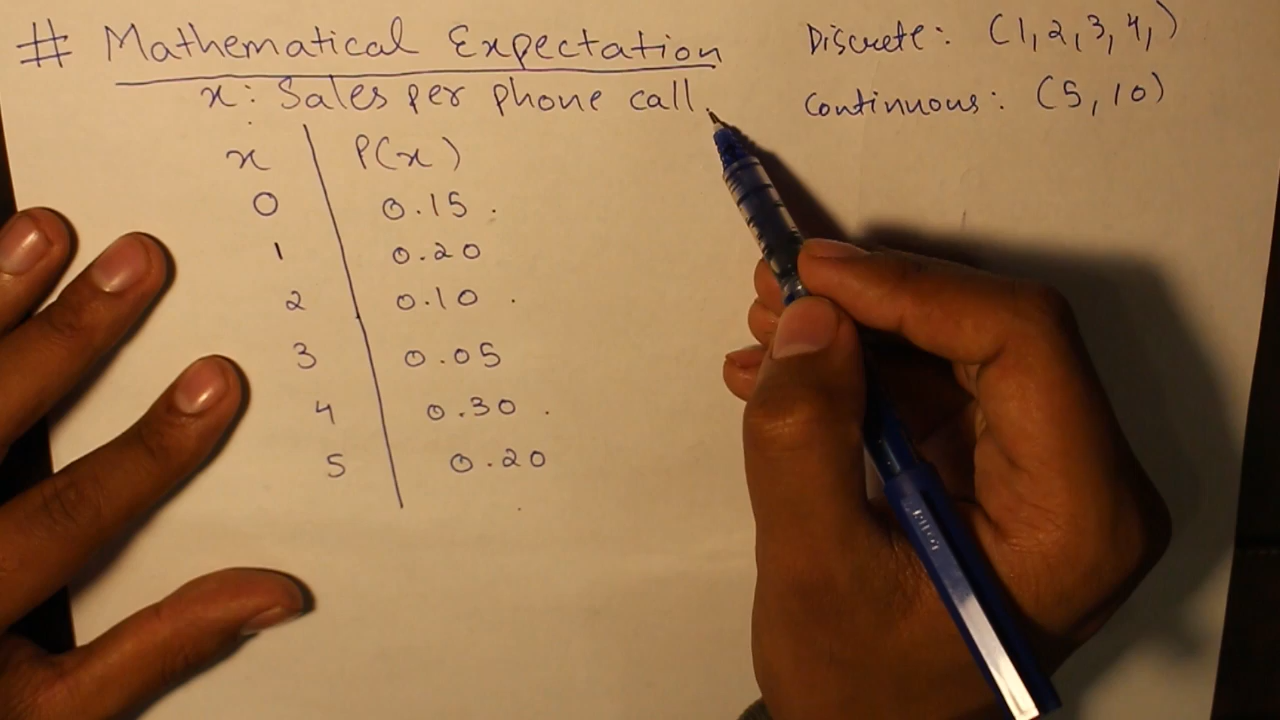 # Mathematical Expectation
x: Sales per phone call.
x P(x)
0 0.15
1 0.20
2 0.10
3 0.05
4 0.30
5 0.20
Discrete: (1,2,3,4,)
Continuous: (5,10)
PILOT